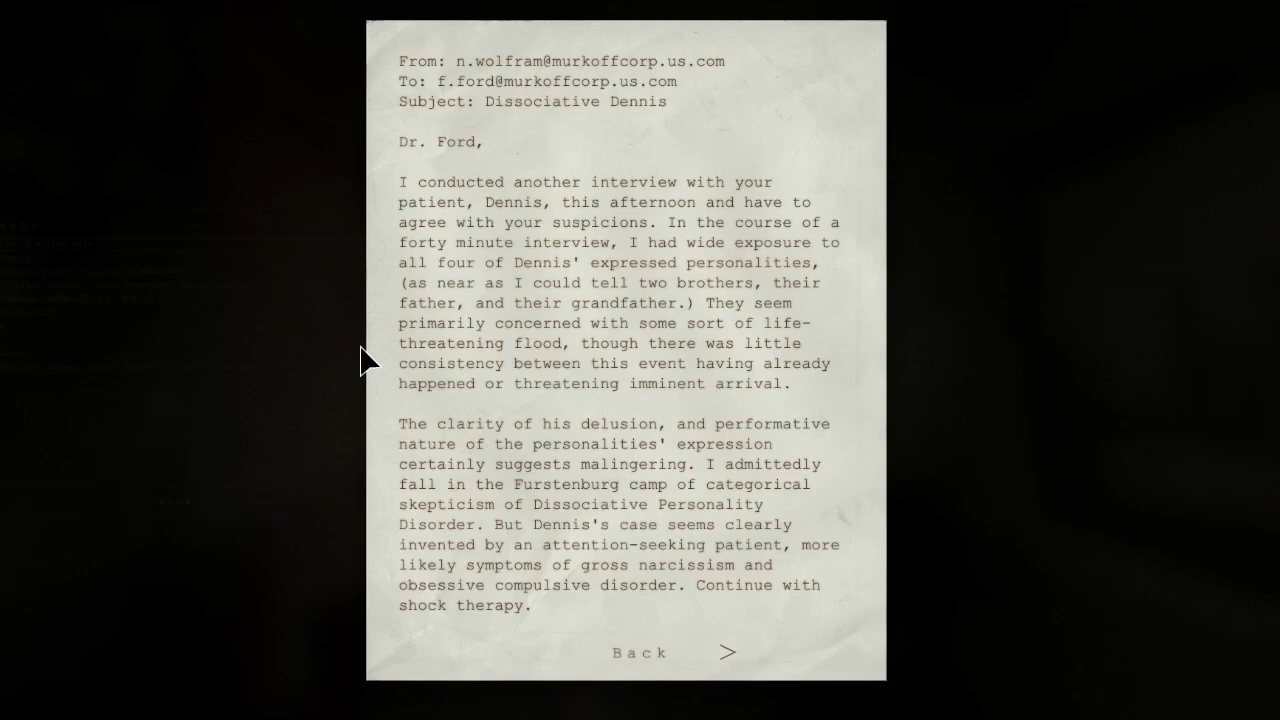 From: n.wolfram@murkoffcorp.us.com
To: f.ford@murkoffcorp.us.com
Subject: Dissociative Dennis
Dr. Ford,
I conducted another interview with your
patient, Dennis, this afternoon and have to
agree with your suspicions. In the course of a
forty minute interview, I had wide exposure to
all four of Dennis' expressed personalities,
(as near as I could tell two brothers, their
father, and their grandfather.) They seem
primarily concerned with some sort of life-
threatening flood, though there was little
consistency between this event having already
happened or threatening imminent arrival.
The clarity of his delusion, and performative
nature of the personalities' expression
certainly suggests malingering. I admittedly
fall in the Furstenburg camp of categorical
skepticism of Dissociative Personality
Disorder. But Dennis's case seems clearly
invented by an attention-seeking patient, more
likely symptoms of gross narcissism and
obsessive compulsive disorder. Continue with
shock therapy.
Back >